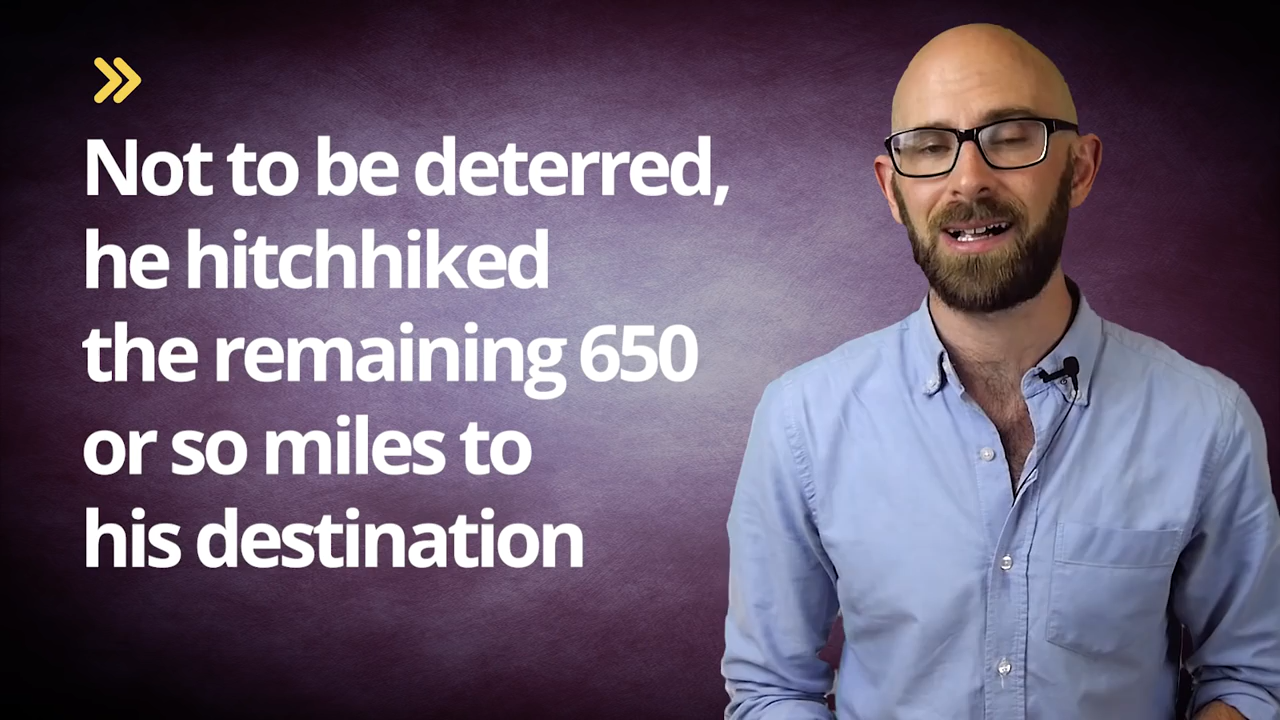 Not to be deterred,
he hitchhiked
the remaining 650
or so miles to
his destination